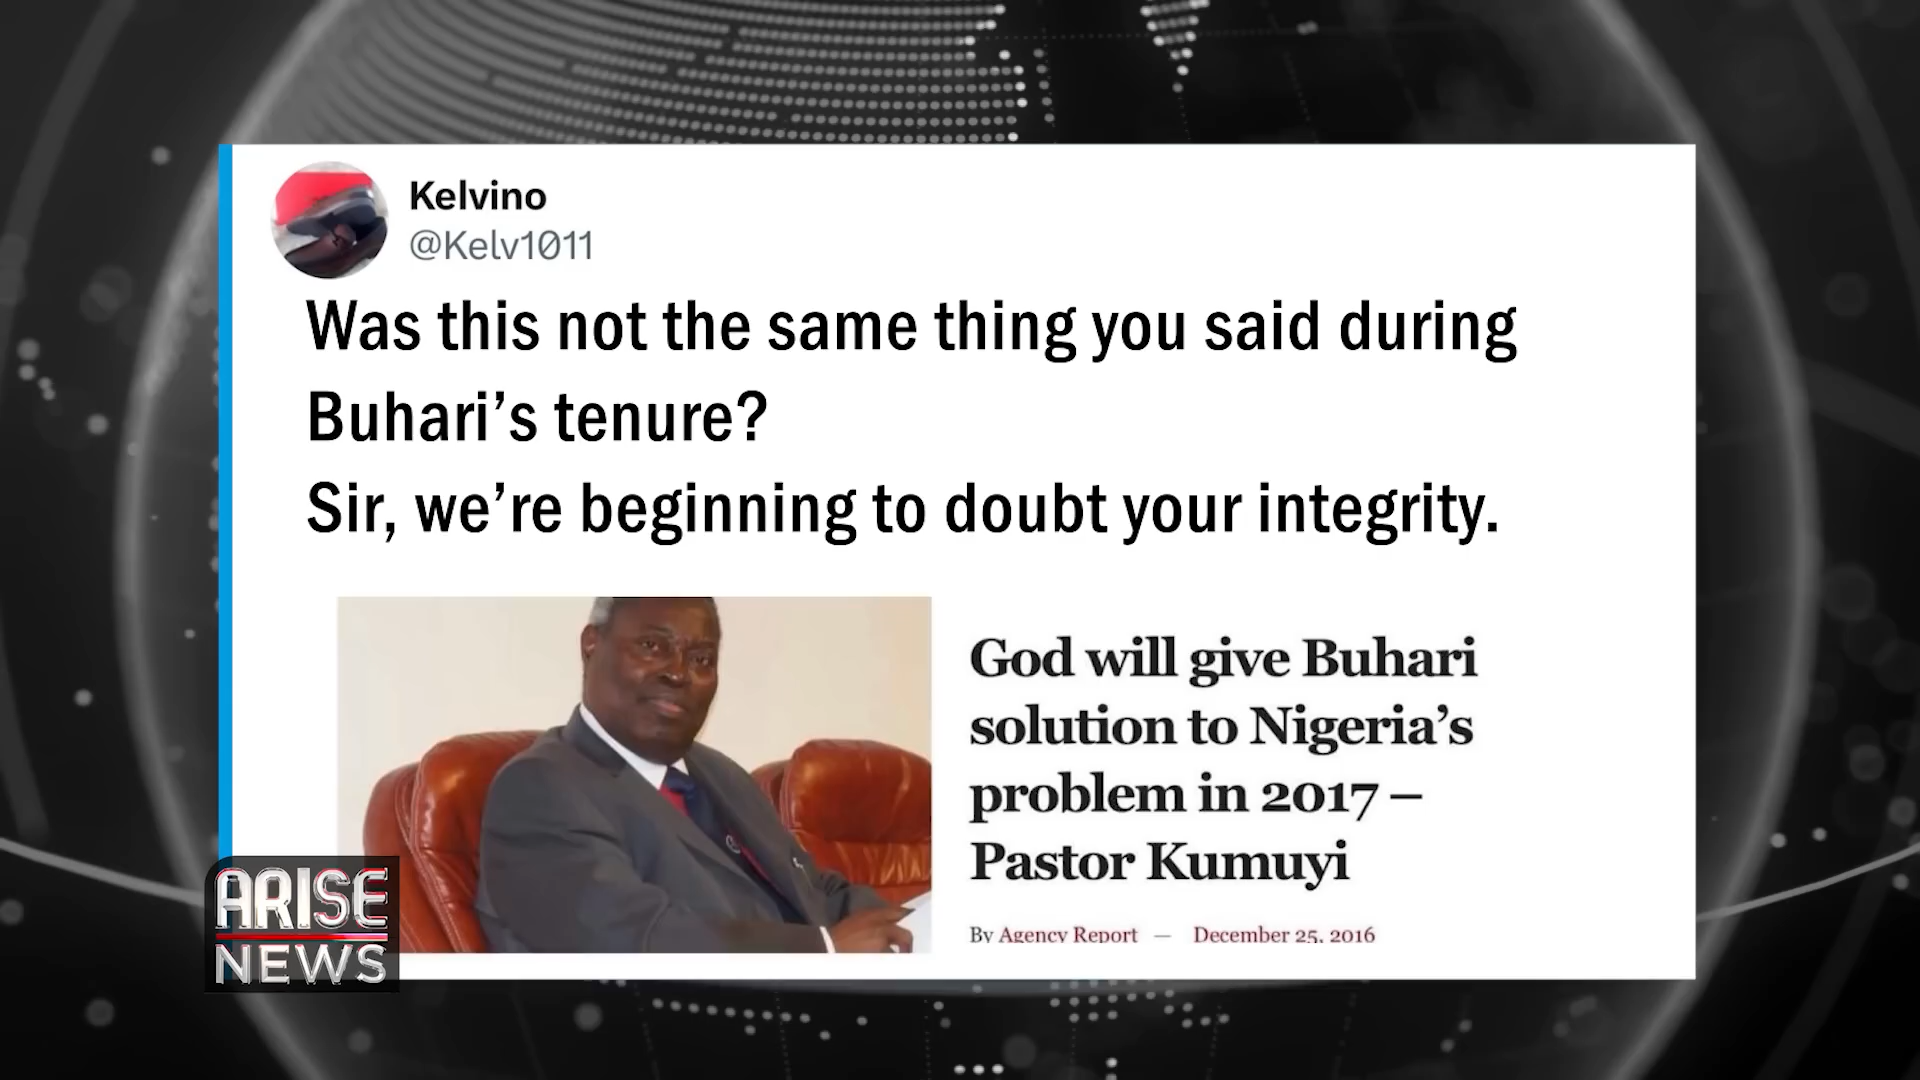 Kelvino
@Kelv1011
Was this not the same thing you said during
Buhari’s tenure?
Sir, we’re beginning to doubt your integrity.
God will give Buhari
solution to Nigeria’s
problem in 2017 –
Pastor Kumuyi
By Agency Report — December 25, 2016
ARISE
NEWS